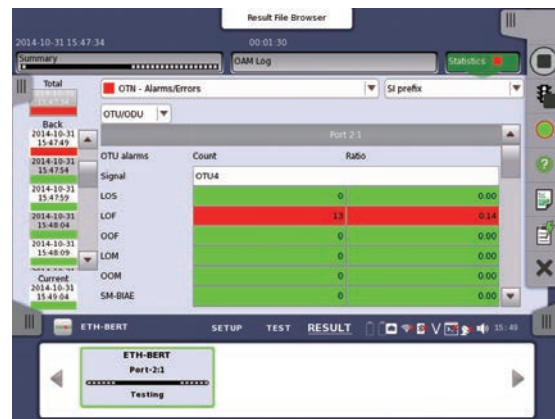 Result File Browser
2014-10-31 15:47:34
00:01:30
Summary
OAM Log
Statistics
Total
15:47:34
OTN - Alarms/Errors
SI prefix
OTU/ODU
Port 2:1
Back
2014-10-31
15:47:49
2014-10-31
15:47:54
2014-10-31
15:47:59
2014-10-31
15:48:04
2014-10-31
15:48:09
Current
2014-10-31
15:49:04
OTU alarms Count Ratio
Signal OTU4
LOS 0 0.00
LOF 13 0.14
OOF 0 0.00
LOM 0 0.00
OOM 0 0.00
SM-BIAE 0 0.00
ETH-BERT SETUP TEST RESULT 15:49
ETH-BERT
Port-2:1
Testing